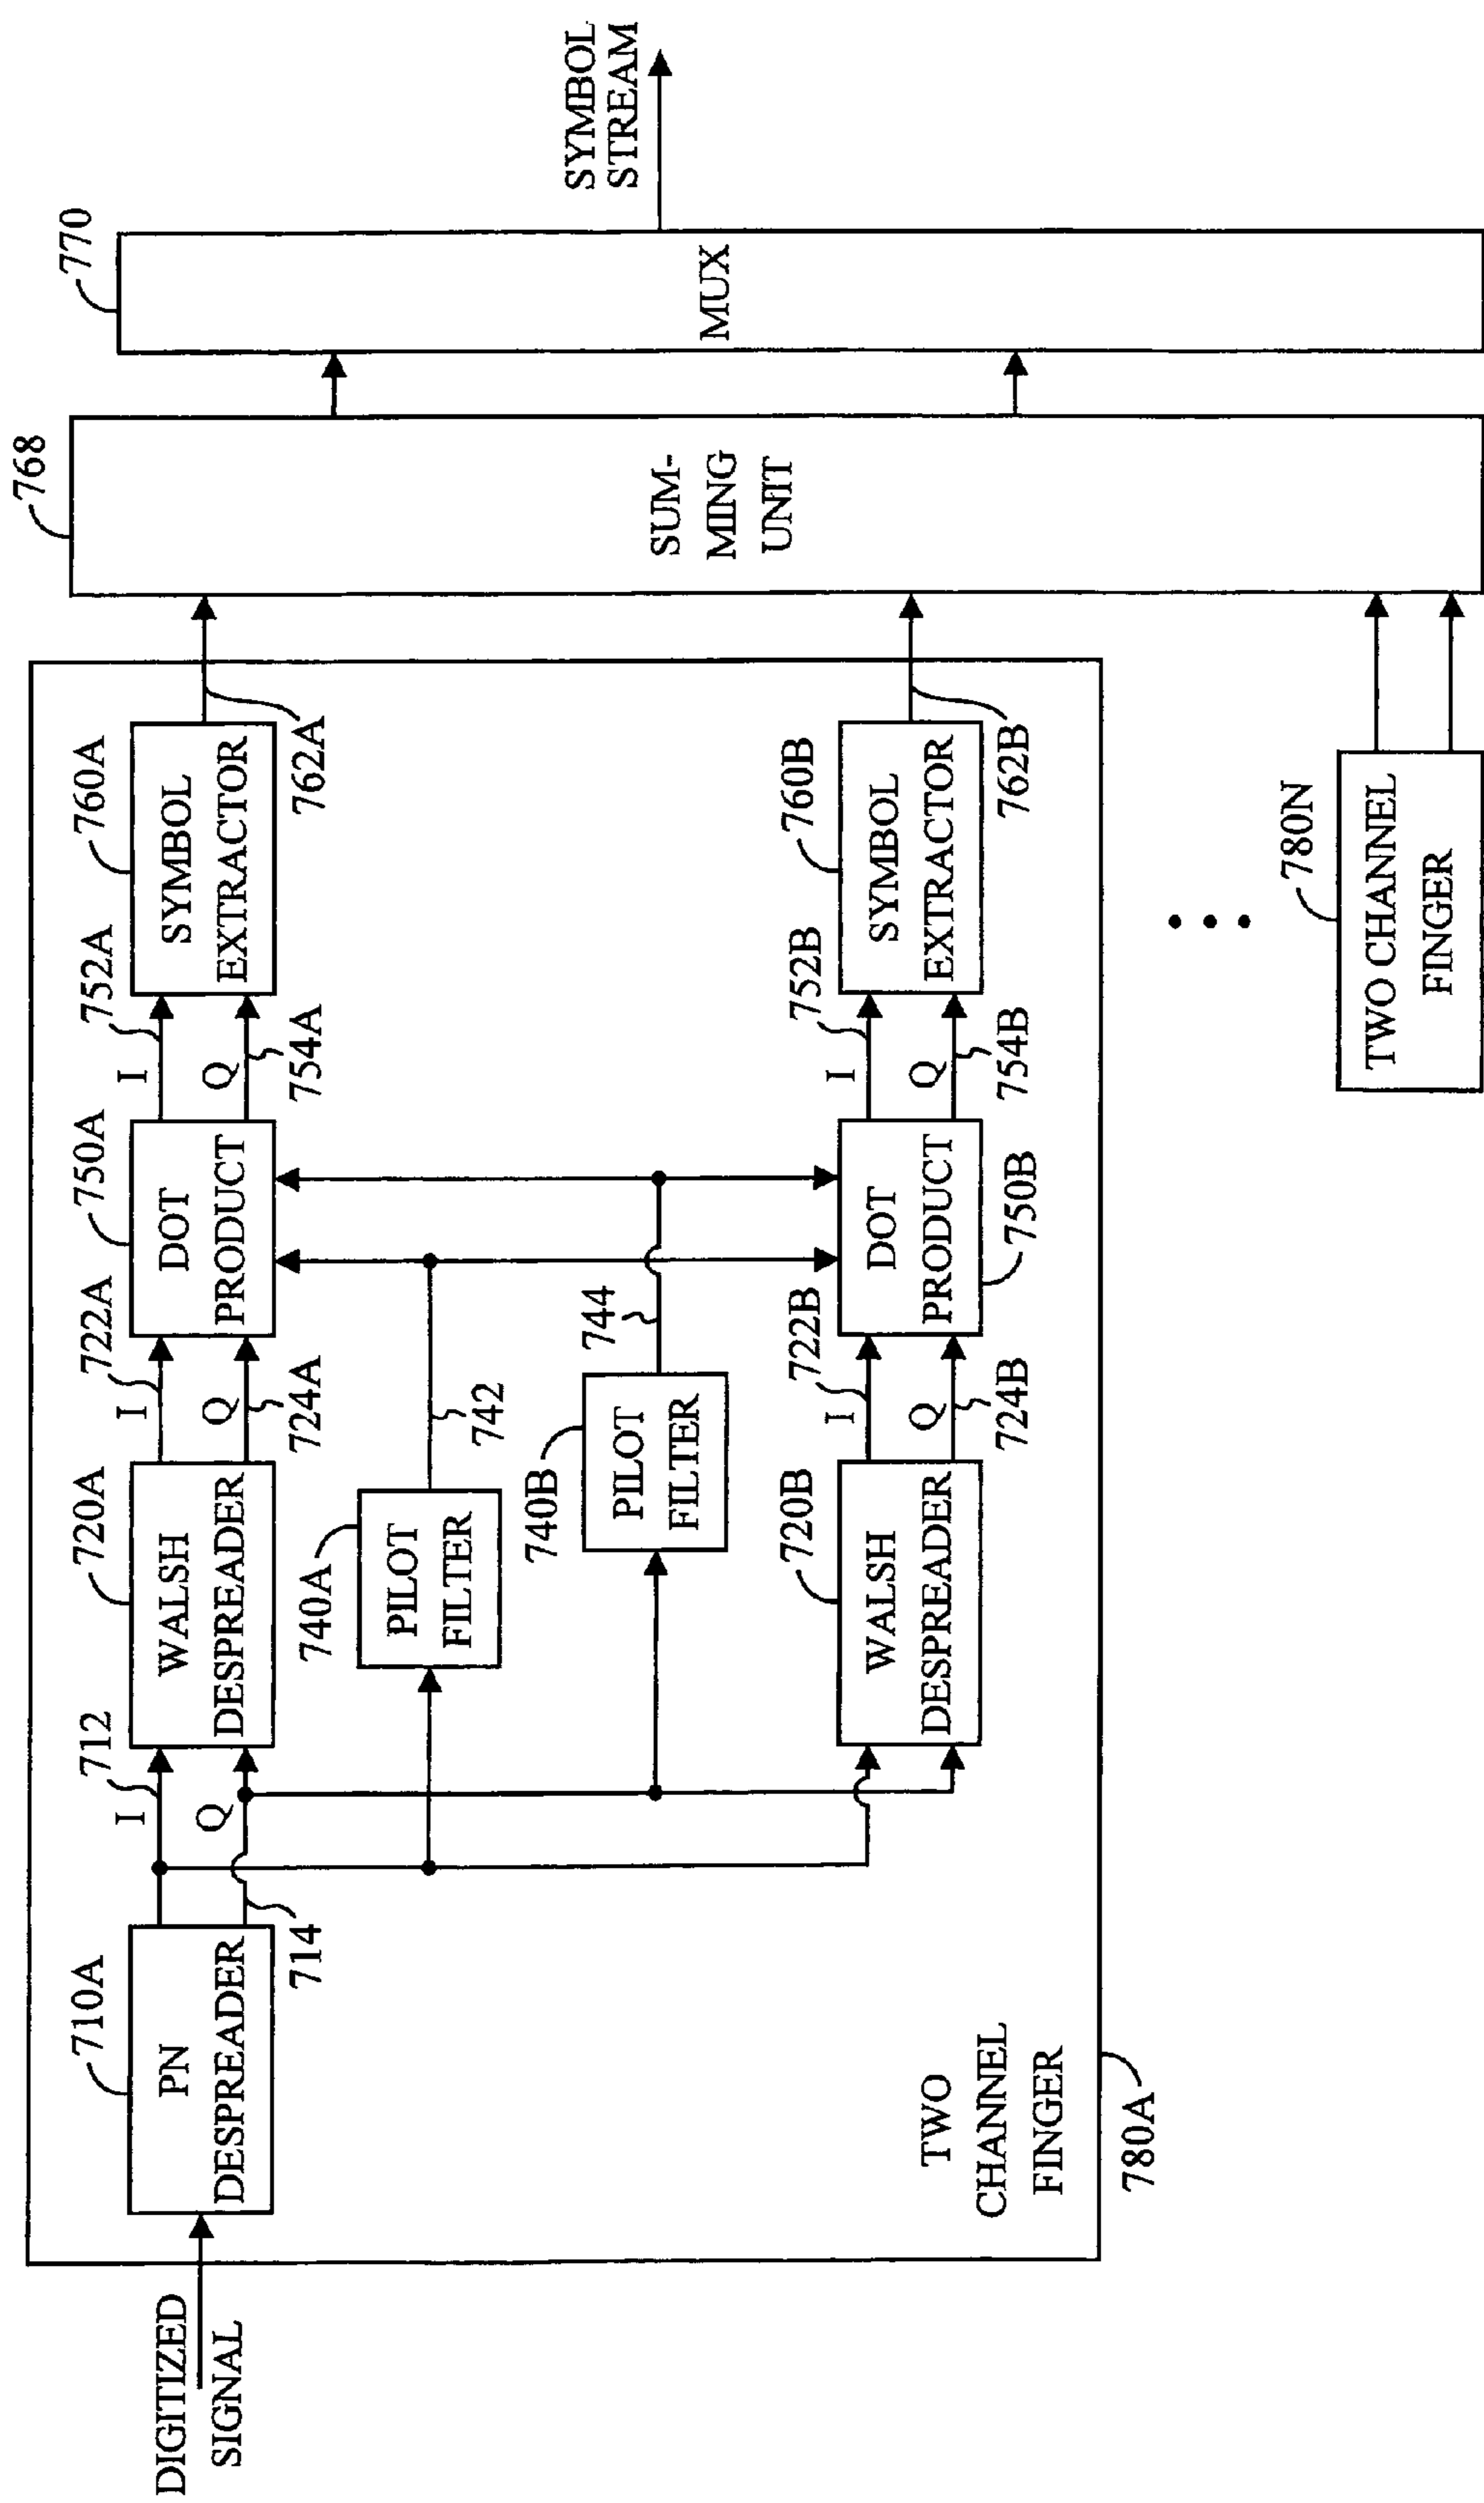 DIGITIZED
SIGNAL
710A
PN
DESPREADER
714
I
712
Q
720A
WALSH
DESPREADER
I
722A
Q
724A
750A
DOT
PRODUCT
I
752A
Q
754A
760A
SYMBOL
EXTRACTOR
762A
740A
PILOT
FILTER
742
740B
PILOT
FILTER
744
720B
WALSH
DESPREADER
I
722B
Q
724B
DOT
PRODUCT
750B
I
752B
Q
754B
760B
SYMBOL
EXTRACTOR
762B
TWO
CHANNEL
FINGER
780A
780N
TWO CHANNEL
FINGER
768
SUM-
MING
UNIT
770
MUX
SYMBOL
STREAM